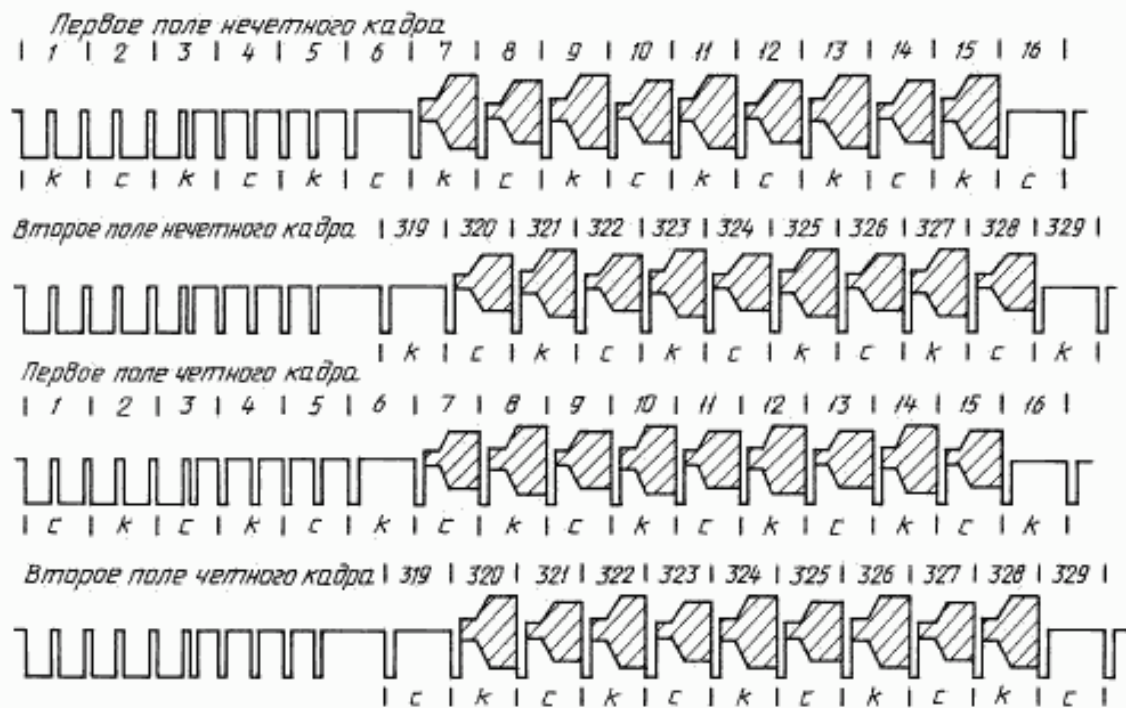 Первое поле нечетного кадра
| 1 | 2 | 3 | 4 | 5 | 6 | 7 | 8 | 9 | 10 | 11 | 12 | 13 | 14 | 15 | 16 |
| к | с | к | с | к | с | к | с | к | с | к | с | к | с | к | с |
Второе поле нечетного кадра | 319 | 320 | 321 | 322 | 323 | 324 | 325 | 326 | 327 | 328 | 329 |
| к | с | к | с | к | с | к | с | к | с | к |
Первое поле четного кадра
| 1 | 2 | 3 | 4 | 5 | 6 | 7 | 8 | 9 | 10 | 11 | 12 | 13 | 14 | 15 | 16 |
| с | к | с | к | с | к | с | к | с | к | с | к | с | к | с | к |
Второе поле четного кадра | 319 | 320 | 321 | 322 | 323 | 324 | 325 | 326 | 327 | 328 | 329 |
| с | к | с | к | с | к | с | к | с | к | с |